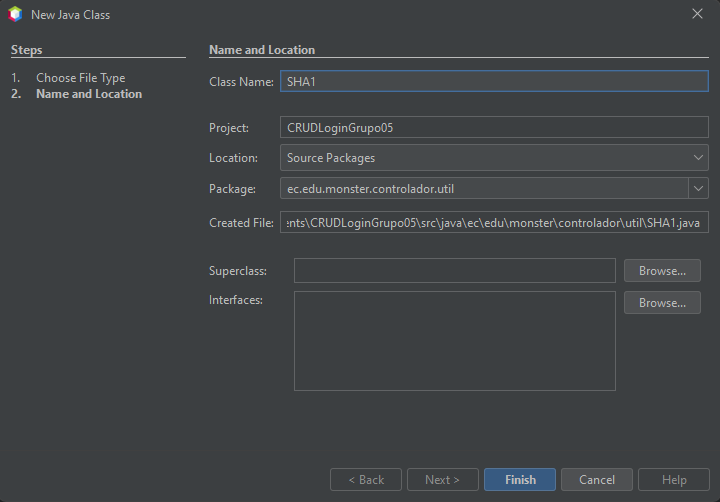 New Java Class
Steps
1. Choose File Type
2. Name and Location
Name and Location
Class Name: SHA1
Project: CRUDLoginGrupo05
Location: Source Packages
Package: ec.edu.monster.controlador.util
Created File: ents\CRUDLoginGrupo05\src\java\ec\edu\monster\controlador\util\SHA1.java
Superclass: Browse...
Interfaces: Browse...
< Back Next > Finish Cancel Help